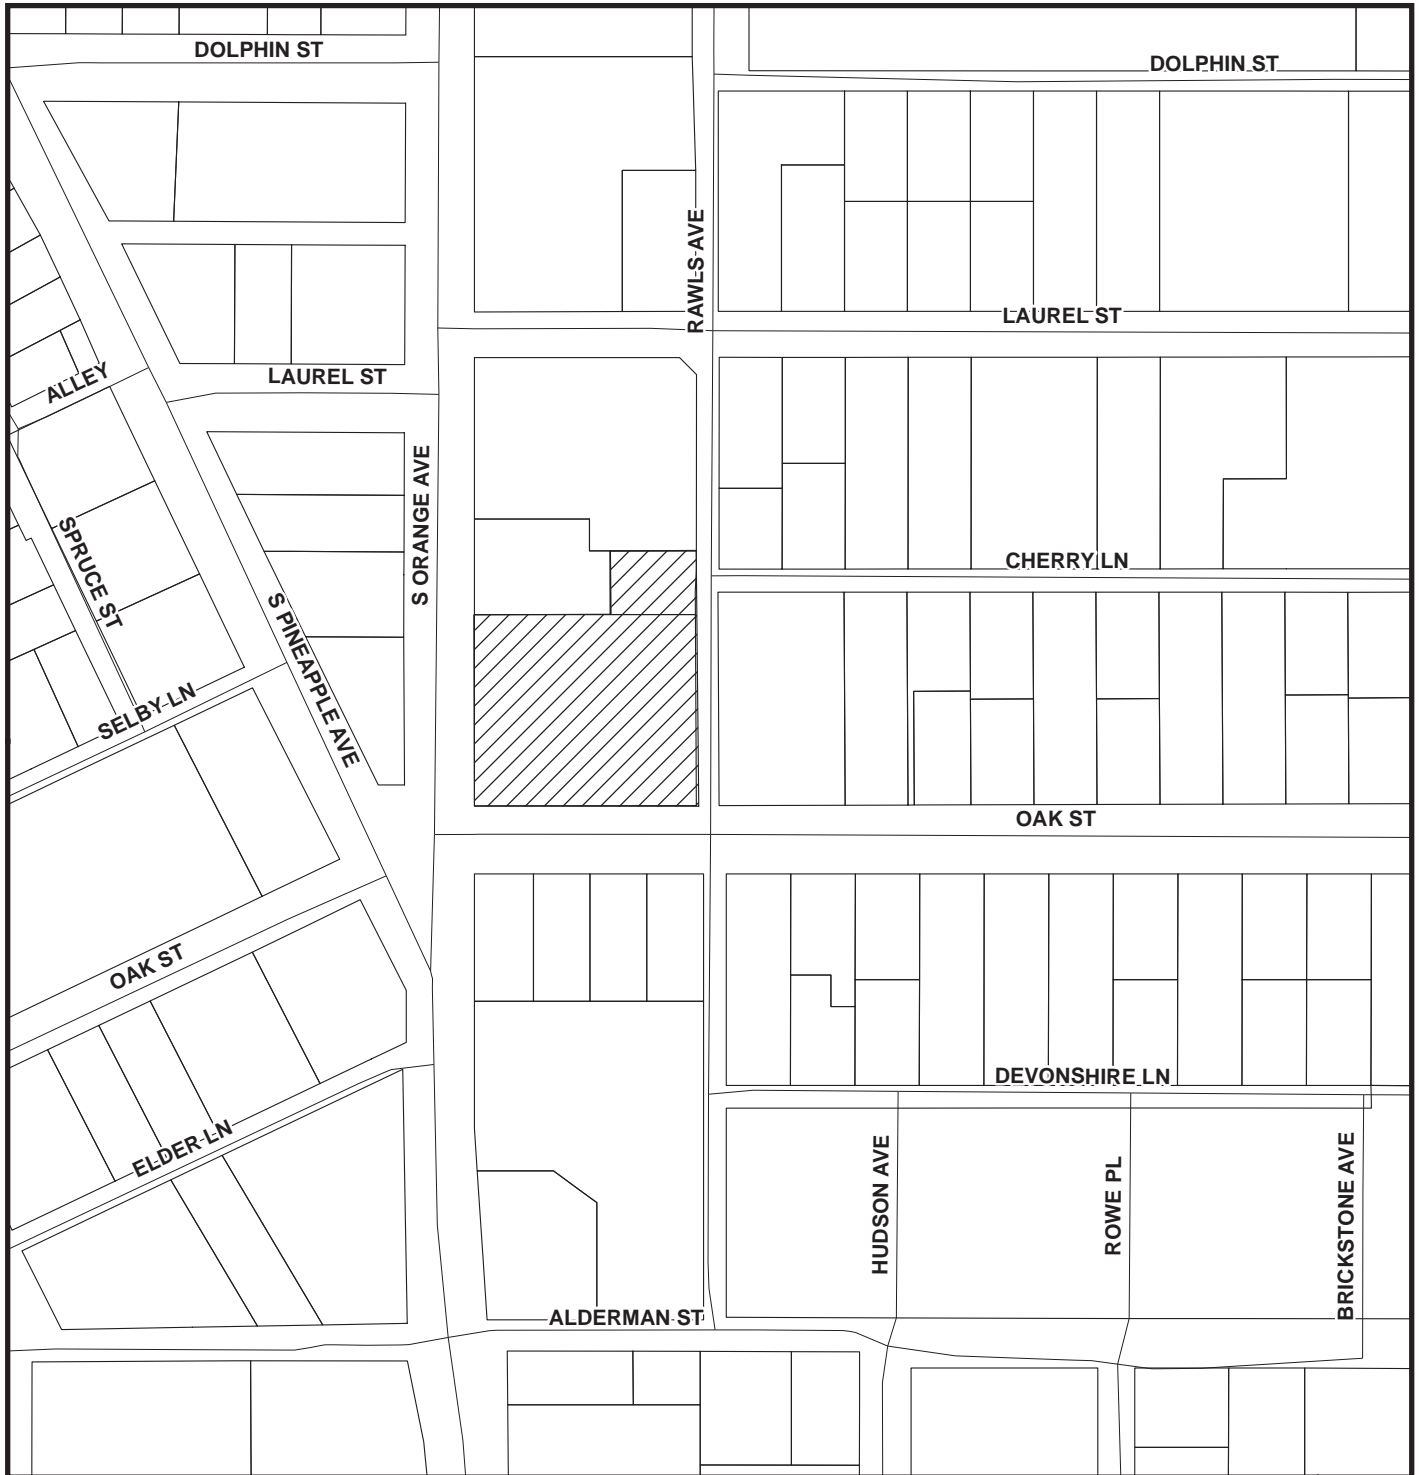 DOLPHIN ST
DOLPHIN ST
RAWLS AVE
LAUREL ST
ALLEY
LAUREL ST
S ORANGE AVE
SPRUCE ST
CHERRY LN
S PINEAPPLE AVE
SELBY LN
OAK ST
OAK ST
DEVONSHIRE LN
ELDER LN
HUDSON AVE
ROWE PL
BRICKSTONE AVE
ALDERMAN ST